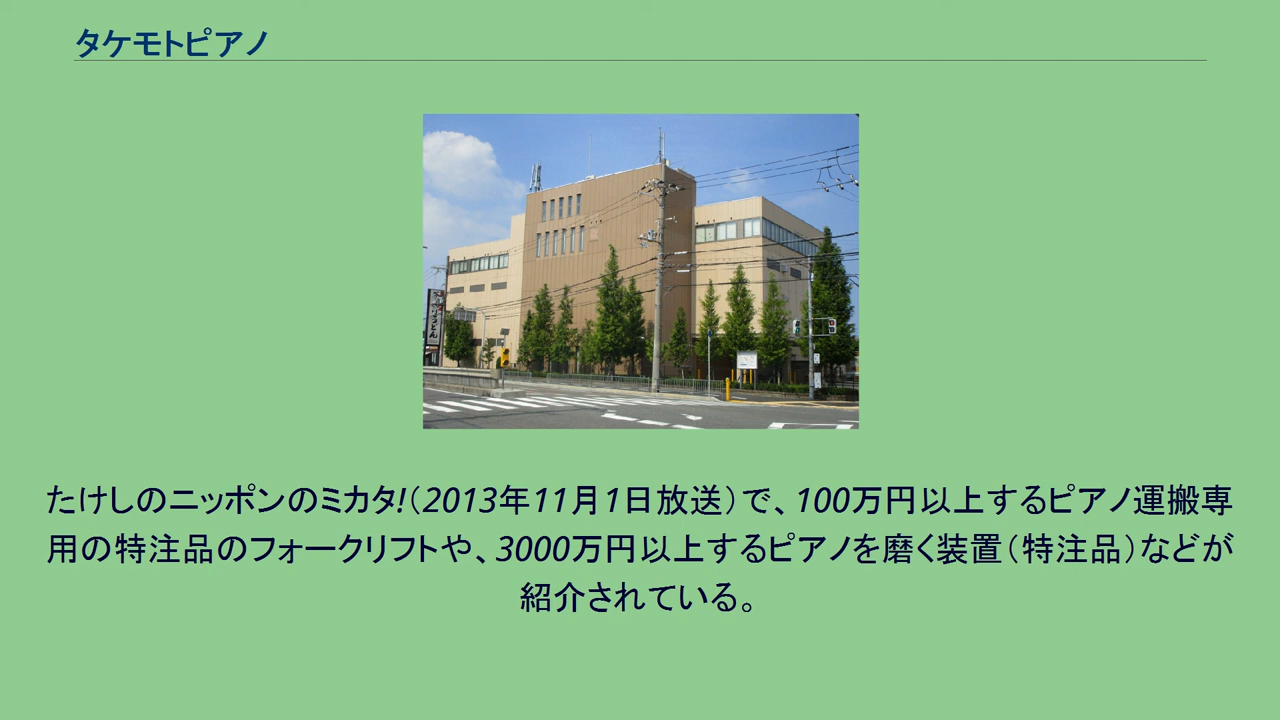 タケモトピアノ
うどん
たけしのニッポンのミカタ!（2013年11月1日放送）で、100万円以上するピアノ運搬専
用の特注品のフォークリフトや、3000万円以上するピアノを磨く装置（特注品）などが
紹介されている。